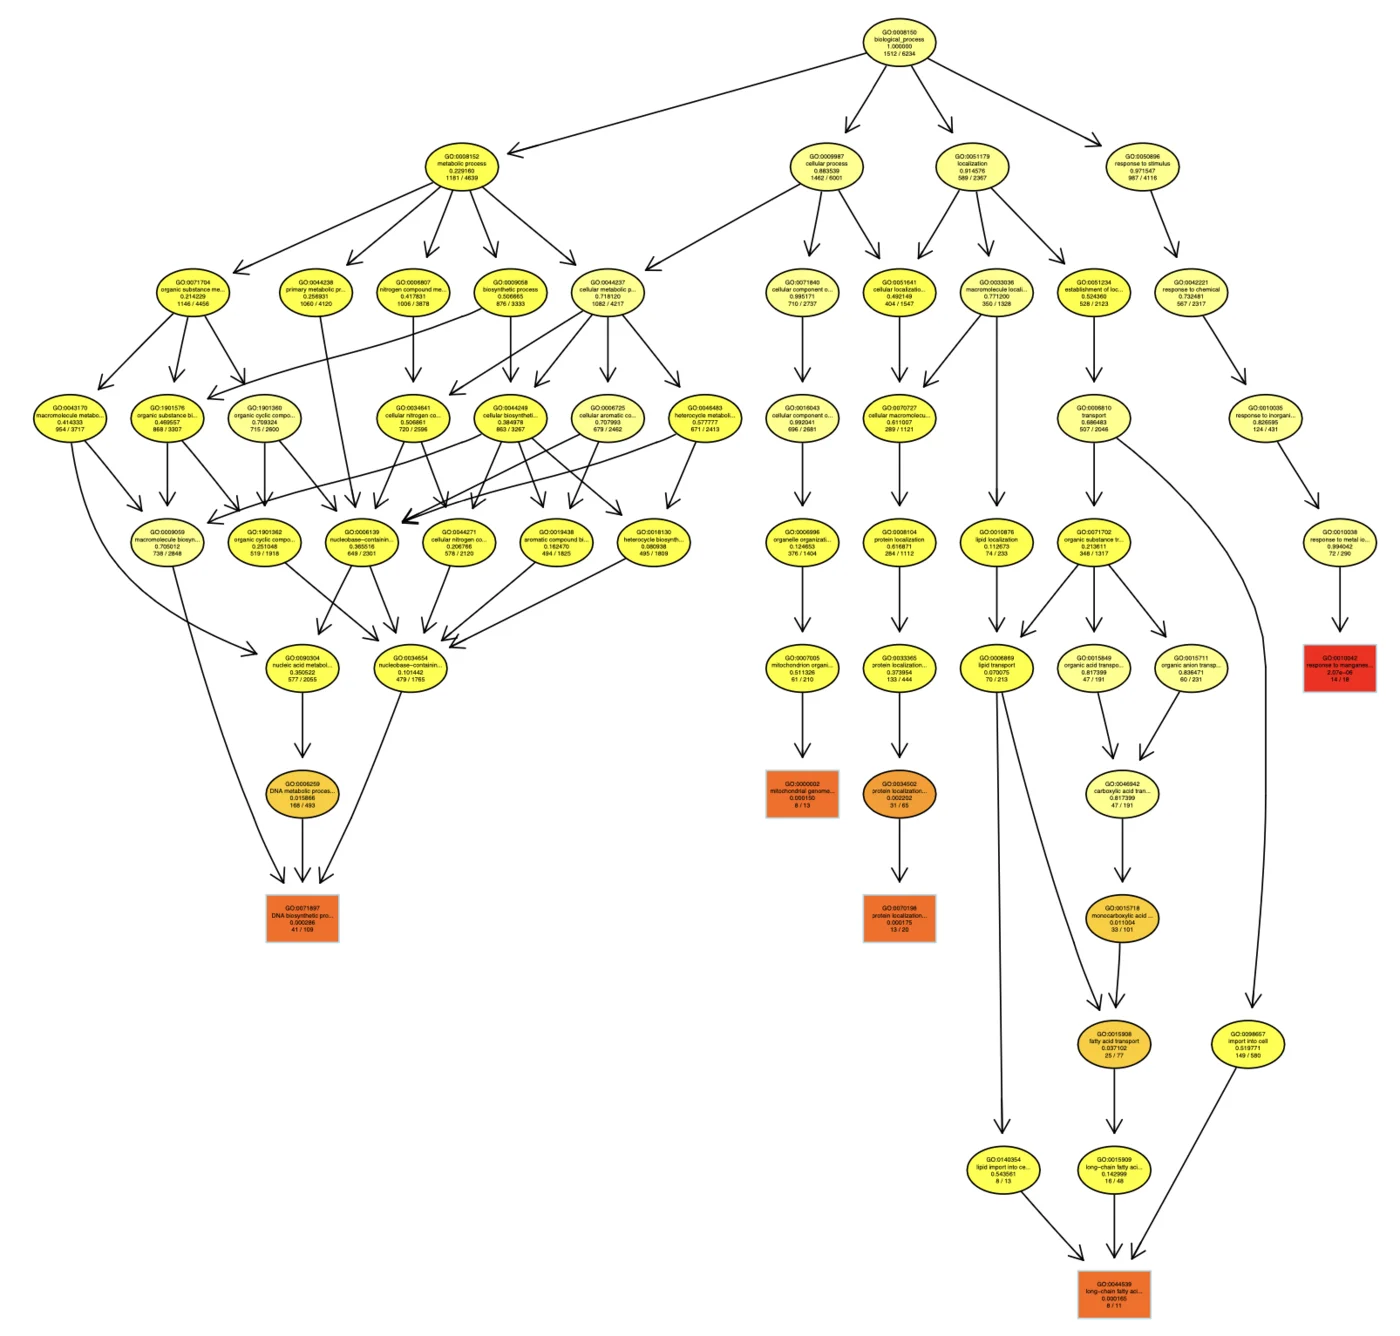 GO:0008150
biological_process
1.000000
1512 / 6234
GO:0008152
metabolic process
0.229160
1181 / 4639
GO:0009987
cellular process
0.883539
1462 / 6001
GO:0051179
localization
0.914576
589 / 2367
GO:0050896
response to stimulus
0.971547
987 / 4116
GO:0071704
organic substance me...
0.214229
1146 / 4456
GO:0044238
primary metabolic pr...
0.256931
1060 / 4120
GO:0006807
nitrogen compound me...
0.417831
1006 / 3878
GO:0009058
biosynthetic process
0.506665
876 / 3333
GO:0044237
cellular metabolic p...
0.718120
1082 / 4217
GO:0071840
cellular component o...
0.995171
710 / 2737
GO:0051641
cellular localizatio...
0.492149
404 / 1547
GO:0033036
macromolecule locali...
0.771200
350 / 1328
GO:0051234
establishment of loc...
0.524360
528 / 2123
GO:0042221
response to chemical
0.732481
567 / 2317
GO:0043170
macromolecule metabo...
0.414333
954 / 3717
GO:1901576
organic substance bi...
0.469557
868 / 3307
GO:1901360
organic cyclic compo...
0.709324
715 / 2600
GO:0034641
cellular nitrogen co...
0.506861
720 / 2596
GO:0044249
cellular biosyntheti...
0.384978
863 / 3267
GO:0006725
cellular aromatic co...
0.707993
679 / 2462
GO:0046483
heterocycle metaboli...
0.577777
671 / 2413
GO:0016043
cellular component o...
0.992041
696 / 2681
GO:0070727
cellular macromolecu...
0.611007
289 / 1121
GO:0006810
transport
0.686483
507 / 2046
GO:0010035
response to inorgani...
0.826595
124 / 431
GO:0009059
macromolecule biosyn...
0.705012
738 / 2848
GO:1901362
organic cyclic compo...
0.251048
519 / 1918
GO:0006139
nucleobase-containin...
0.365516
649 / 2301
GO:0044271
cellular nitrogen co...
0.206766
578 / 2120
GO:0019438
aromatic compound bi...
0.162470
494 / 1825
GO:0018130
heterocycle biosynth...
0.080938
495 / 1809
GO:0006996
organelle organizati...
0.124653
376 / 1404
GO:0008104
protein localization
0.616871
284 / 1112
GO:0010876
lipid localization
0.112673
74 / 233
GO:0071702
organic substance tr...
0.213611
348 / 1317
GO:0010038
response to metal io...
0.994042
72 / 290
GO:0090304
nucleic acid metabol...
0.350522
577 / 2055
GO:0034654
nucleobase-containin...
0.101442
479 / 1765
GO:0007005
mitochondrion organi...
0.511326
61 / 210
GO:0033365
protein localization...
0.373954
133 / 444
GO:0006869
lipid transport
0.070075
70 / 213
GO:0015849
organic acid transpo...
0.817399
47 / 191
GO:0015711
organic anion transp...
0.836471
60 / 231
GO:0010042
response to manganes...
2.07e-06
14 / 18
GO:0006259
DNA metabolic proces...
0.015866
168 / 493
GO:0000002
mitochondrial genome...
0.000150
8 / 13
GO:0034502
protein localization...
0.002202
31 / 65
GO:0046942
carboxylic acid tran...
0.817399
47 / 191
GO:0071897
DNA biosynthetic pro...
0.000286
41 / 109
GO:0070198
protein localization...
0.000175
13 / 20
GO:0015718
monocarboxylic acid ...
0.011004
33 / 101
GO:0015908
fatty acid transport
0.037102
25 / 77
GO:0098657
import into cell
0.519771
149 / 580
GO:0140354
lipid import into ce...
0.543561
8 / 13
GO:0015909
long-chain fatty aci...
0.142999
16 / 48
GO:0044539
long-chain fatty aci...
0.000165
8 / 11